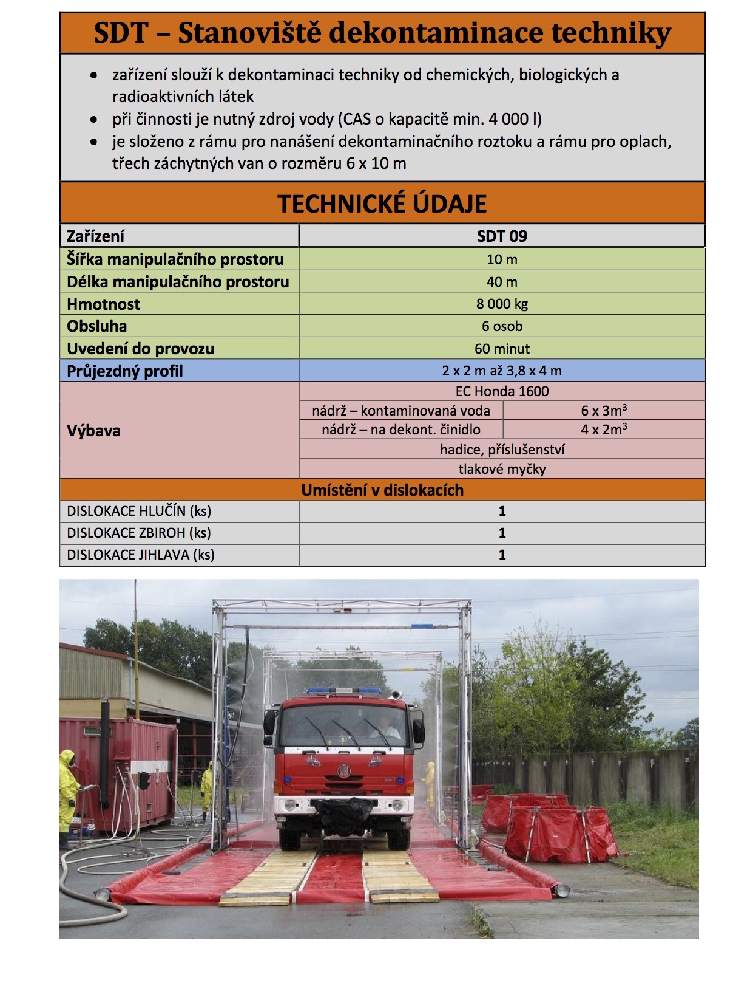 SDT – Stanoviště dekontaminace techniky
• zařízení slouží k dekontaminaci techniky od chemických, biologických a
radioaktivních látek
• při činnosti je nutný zdroj vody (CAS o kapacitě min. 4 000 l)
• je složeno z rámu pro nanášení dekontaminačního roztoku a rámu pro oplach,
třech záchytných van o rozměru 6 x 10 m
TECHNICKÉ ÚDAJE
Zařízení SDT 09
Šířka manipulačního prostoru 10 m
Délka manipulačního prostoru 40 m
Hmotnost 8 000 kg
Obsluha 6 osob
Uvedení do provozu 60 minut
Průjezdný profil 2 x 2 m až 3,8 x 4 m
Výbava
EC Honda 1600
nádrž – kontaminovaná voda 6 x 3m³
nádrž – na dekont. činidlo 4 x 2m³
hadice, příslušenství
tlakové myčky
Umístění v dislokacích
DISLOKACE HLUČÍN (ks) 1
DISLOKACE ZBIROH (ks) 1
DISLOKACE JIHLAVA (ks) 1